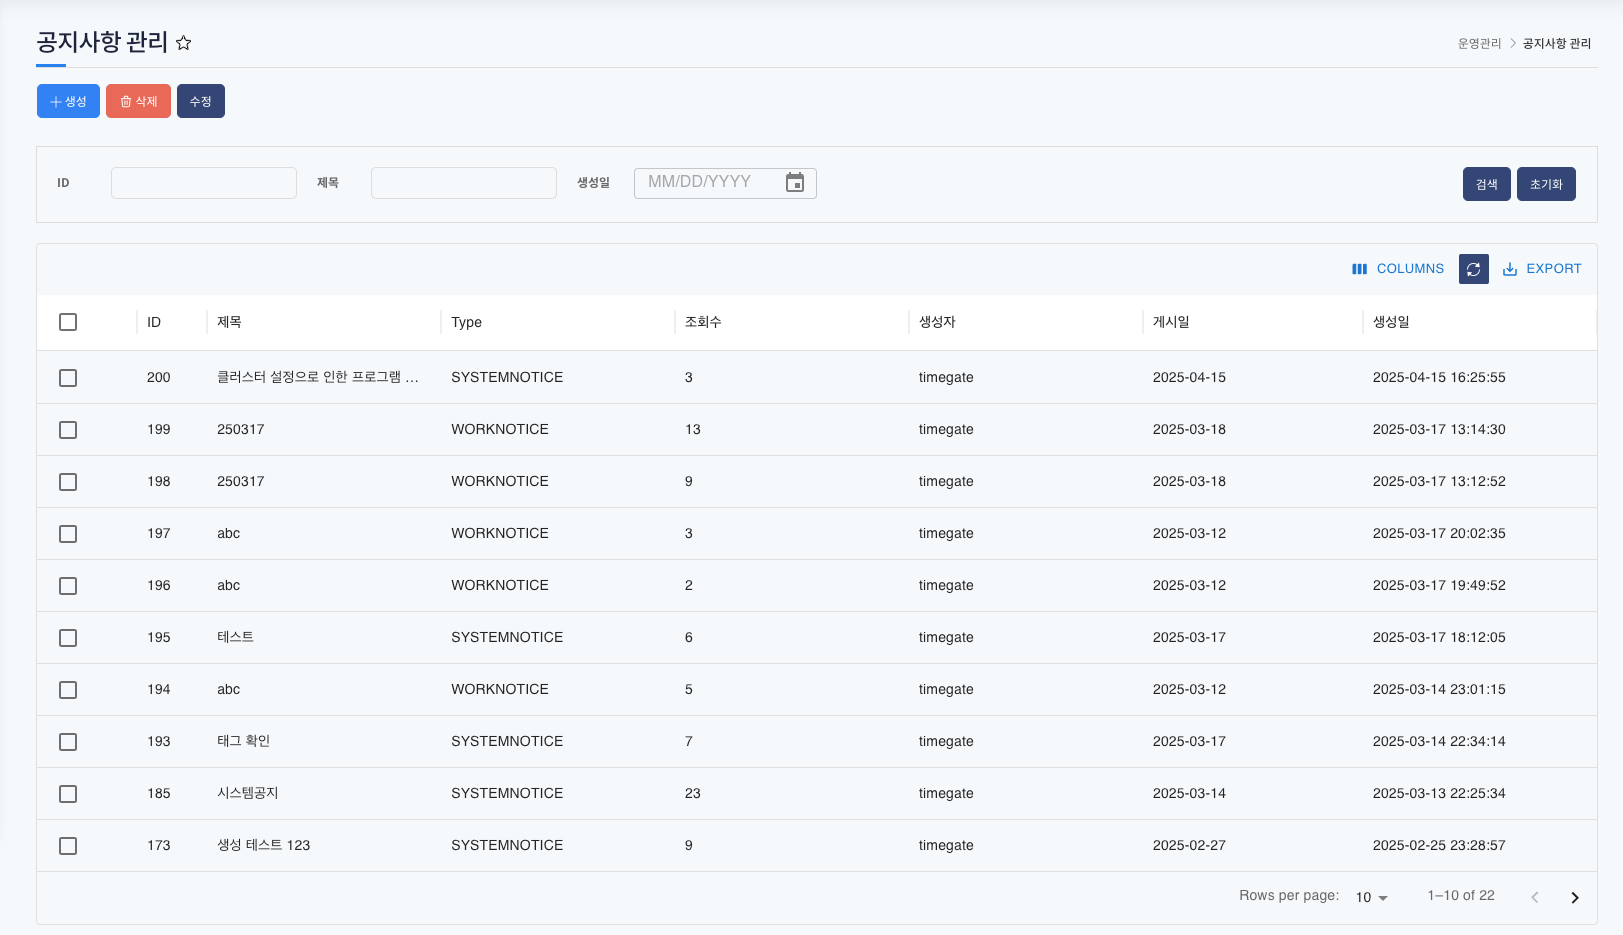 공지사항 관리
운영관리 > 공지사항 관리
생성 삭제 수정
ID 제목 생성일 MM/DD/YYYY 검색 초기화
COLUMNS EXPORT
ID 제목 Type 조회수 생성자 게시일 생성일
200 클러스터 설정으로 인한 프로그램 ... SYSTEMNOTICE 3 timegate 2025-04-15 2025-04-15 16:25:55
199 250317 WORKNOTICE 13 timegate 2025-03-18 2025-03-17 13:14:30
198 250317 WORKNOTICE 9 timegate 2025-03-18 2025-03-17 13:12:52
197 abc WORKNOTICE 3 timegate 2025-03-12 2025-03-17 20:02:35
196 abc WORKNOTICE 2 timegate 2025-03-12 2025-03-17 19:49:52
195 테스트 SYSTEMNOTICE 6 timegate 2025-03-17 2025-03-17 18:12:05
194 abc WORKNOTICE 5 timegate 2025-03-12 2025-03-14 23:01:15
193 태그 확인 SYSTEMNOTICE 7 timegate 2025-03-17 2025-03-14 22:34:14
185 시스템공지 SYSTEMNOTICE 23 timegate 2025-03-14 2025-03-13 22:25:34
173 생성 테스트 123 SYSTEMNOTICE 9 timegate 2025-02-27 2025-02-25 23:28:57
Rows per page: 10 1–10 of 22